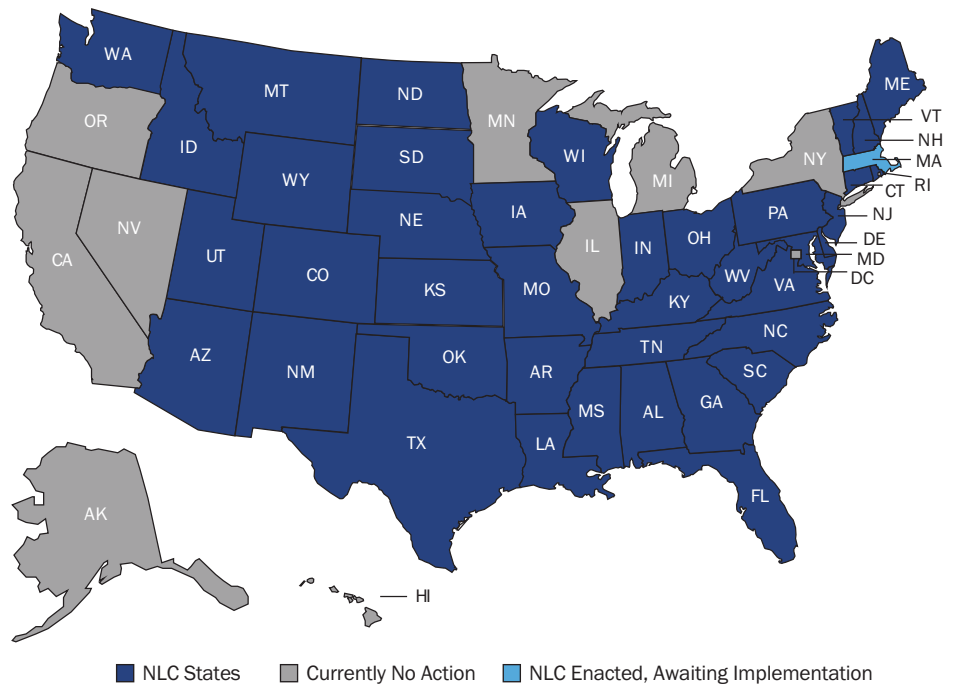 WA
MT
ND
MN
ME
OR
ID
SD
WI
VT
NH
NY
MA
WY
MI
RI
CT
NV
NE
IA
PA
NJ
CA
UT
CO
IL
IN
OH
DE
MD
DC
KS
MO
WV
VA
KY
AZ
NM
OK
AR
TN
NC
SC
TX
LA
MS
AL
GA
FL
AK
HI
NLC States
Currently No Action
NLC Enacted, Awaiting Implementation